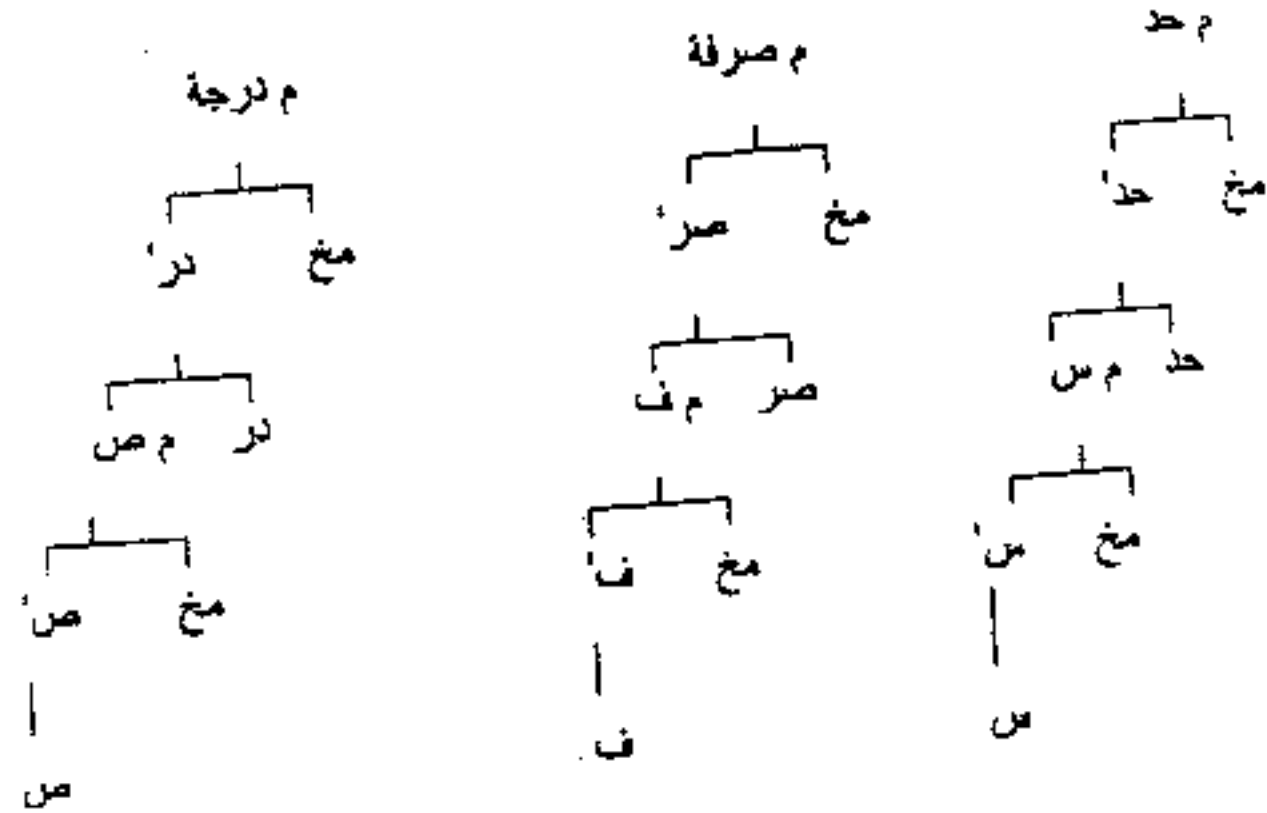 م حد
مخ حد'
حد م س
مخ س'
س
م صرفة
مخ صر'
صر م ف
مخ ف'
ف
م درجة
مخ در'
در م ص
مخ ص'
ص